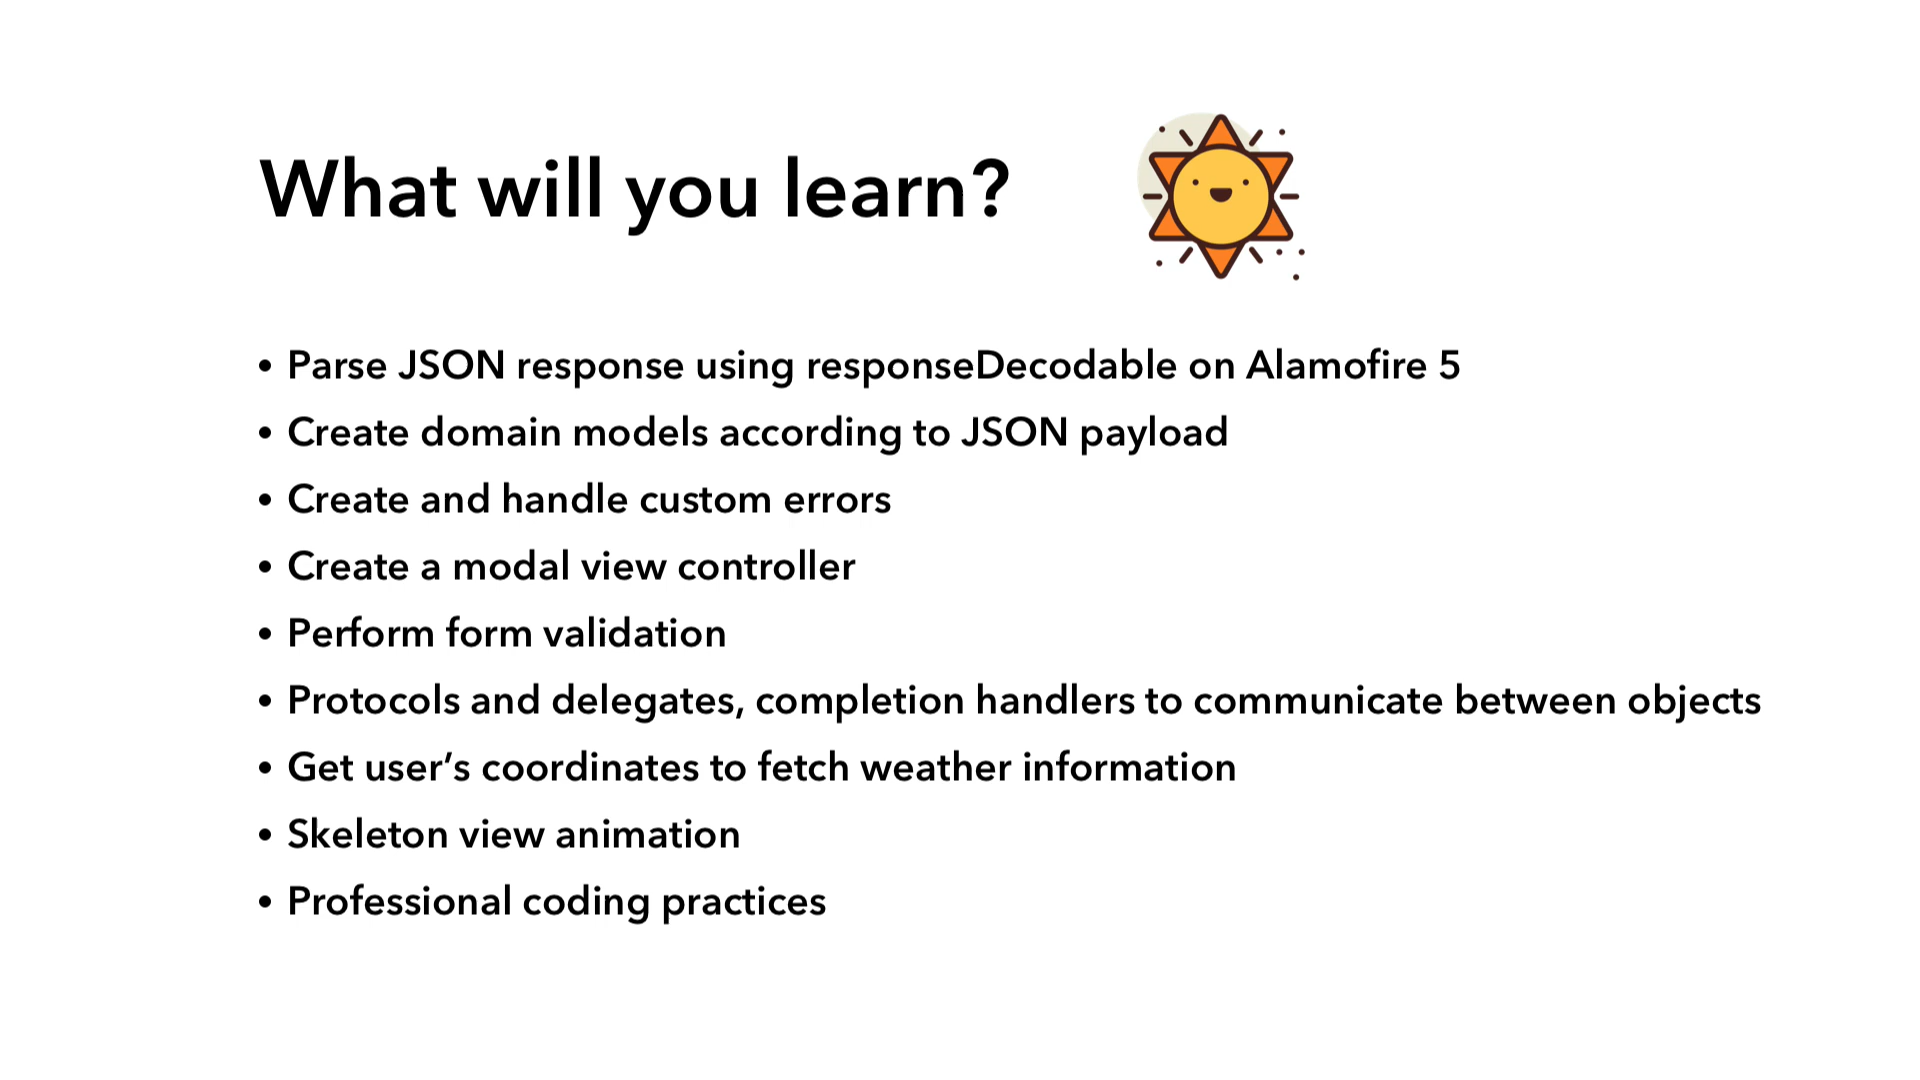 What will you learn?
• Parse JSON response using responseDecodable on Alamofire 5
• Create domain models according to JSON payload
• Create and handle custom errors
• Create a modal view controller
• Perform form validation
• Protocols and delegates, completion handlers to communicate between objects
• Get user’s coordinates to fetch weather information
• Skeleton view animation
• Professional coding practices